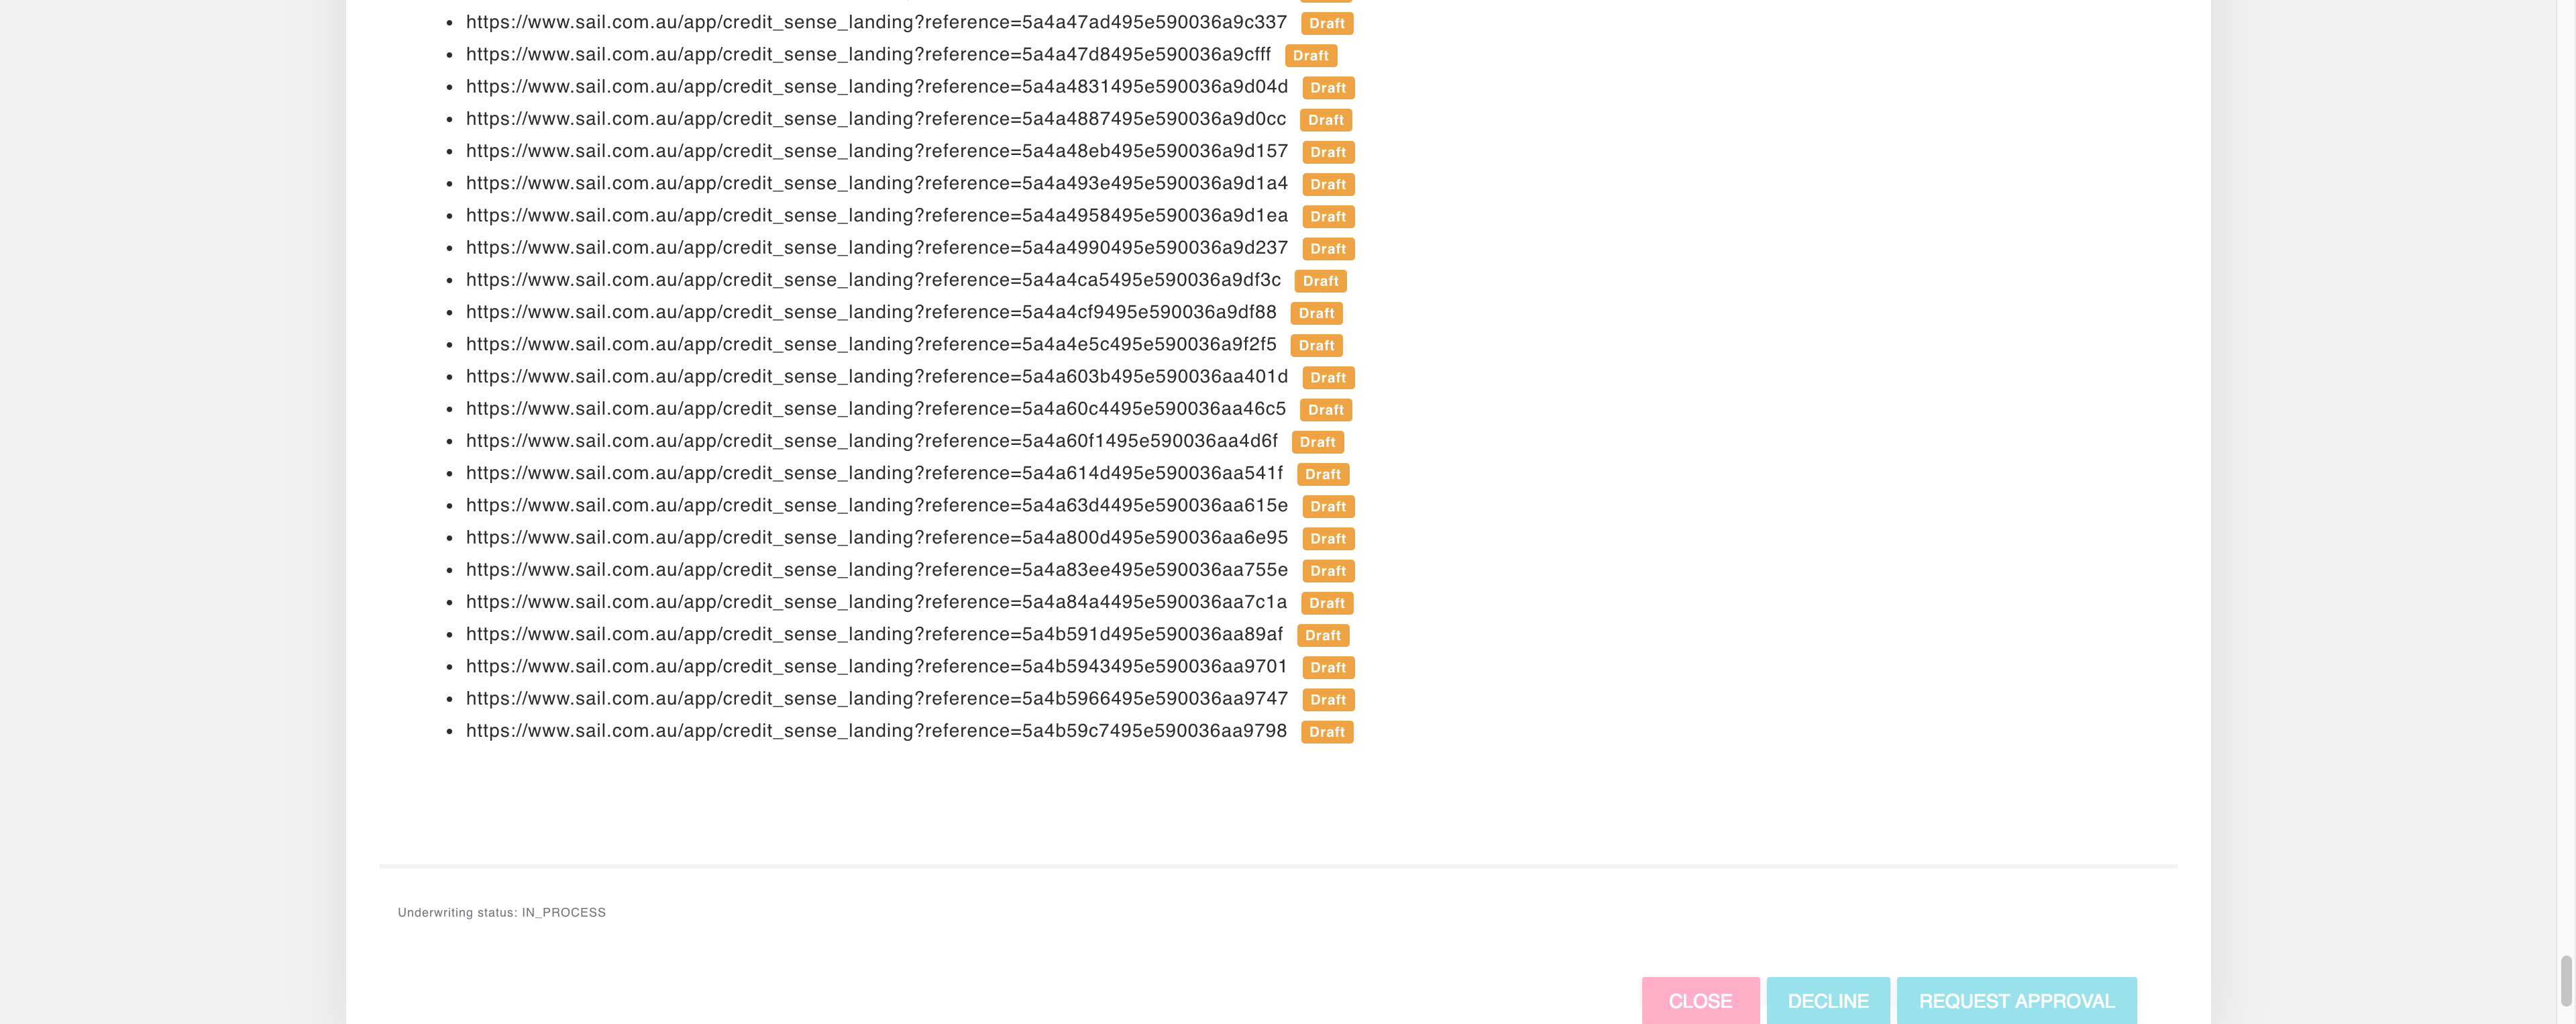 https://www.sail.com.au/app/credit_sense_landing?reference=5a4a47ad495e590036a9c337 Draft
https://www.sail.com.au/app/credit_sense_landing?reference=5a4a47d8495e590036a9cfff Draft
https://www.sail.com.au/app/credit_sense_landing?reference=5a4a4831495e590036a9d04d Draft
https://www.sail.com.au/app/credit_sense_landing?reference=5a4a4887495e590036a9d0cc Draft
https://www.sail.com.au/app/credit_sense_landing?reference=5a4a48eb495e590036a9d157 Draft
https://www.sail.com.au/app/credit_sense_landing?reference=5a4a493e495e590036a9d1a4 Draft
https://www.sail.com.au/app/credit_sense_landing?reference=5a4a4958495e590036a9d1ea Draft
https://www.sail.com.au/app/credit_sense_landing?reference=5a4a4990495e590036a9d237 Draft
https://www.sail.com.au/app/credit_sense_landing?reference=5a4a4ca5495e590036a9df3c Draft
https://www.sail.com.au/app/credit_sense_landing?reference=5a4a4cf9495e590036a9df88 Draft
https://www.sail.com.au/app/credit_sense_landing?reference=5a4a4e5c495e590036a9f2f5 Draft
https://www.sail.com.au/app/credit_sense_landing?reference=5a4a603b495e590036aa401d Draft
https://www.sail.com.au/app/credit_sense_landing?reference=5a4a60c4495e590036aa46c5 Draft
https://www.sail.com.au/app/credit_sense_landing?reference=5a4a60f1495e590036aa4d6f Draft
https://www.sail.com.au/app/credit_sense_landing?reference=5a4a614d495e590036aa541f Draft
https://www.sail.com.au/app/credit_sense_landing?reference=5a4a63d4495e590036aa615e Draft
https://www.sail.com.au/app/credit_sense_landing?reference=5a4a800d495e590036aa6e95 Draft
https://www.sail.com.au/app/credit_sense_landing?reference=5a4a83ee495e590036aa755e Draft
https://www.sail.com.au/app/credit_sense_landing?reference=5a4a84a4495e590036aa7c1a Draft
https://www.sail.com.au/app/credit_sense_landing?reference=5a4b591d495e590036aa89af Draft
https://www.sail.com.au/app/credit_sense_landing?reference=5a4b5943495e590036aa9701 Draft
https://www.sail.com.au/app/credit_sense_landing?reference=5a4b5966495e590036aa9747 Draft
https://www.sail.com.au/app/credit_sense_landing?reference=5a4b59c7495e590036aa9798 Draft
Underwriting status: IN_PROCESS
CLOSE DECLINE REQUEST APPROVAL